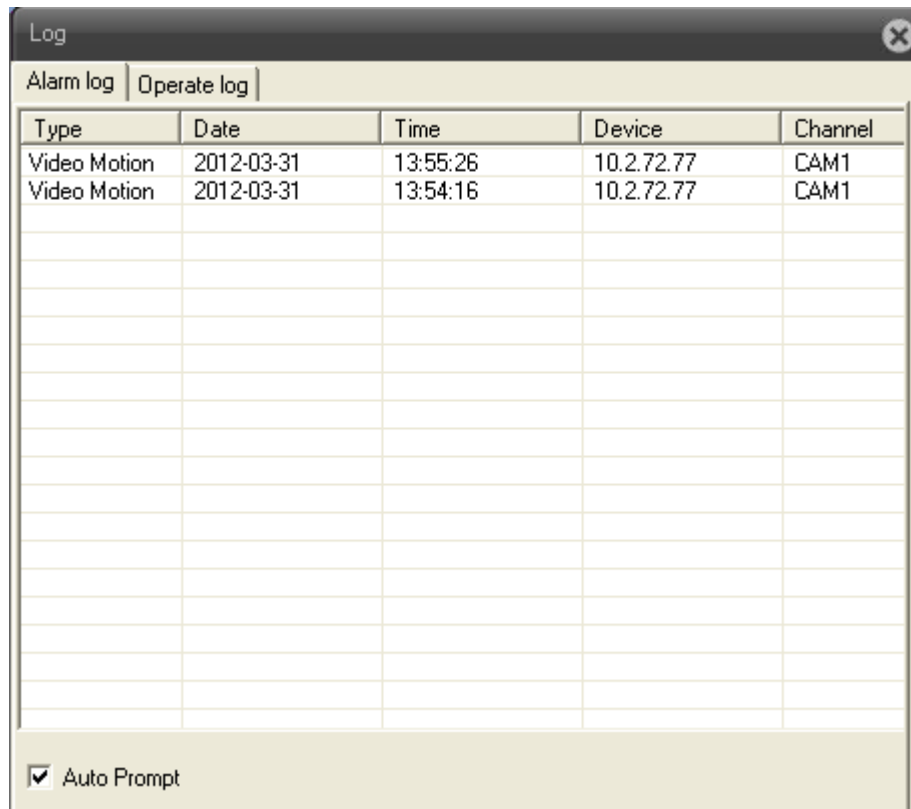 Log
Alarm log Operate log
Type Date Time Device Channel
Video Motion 2012-03-31 13:55:26 10.2.72.77 CAM1
Video Motion 2012-03-31 13:54:16 10.2.72.77 CAM1
Auto Prompt